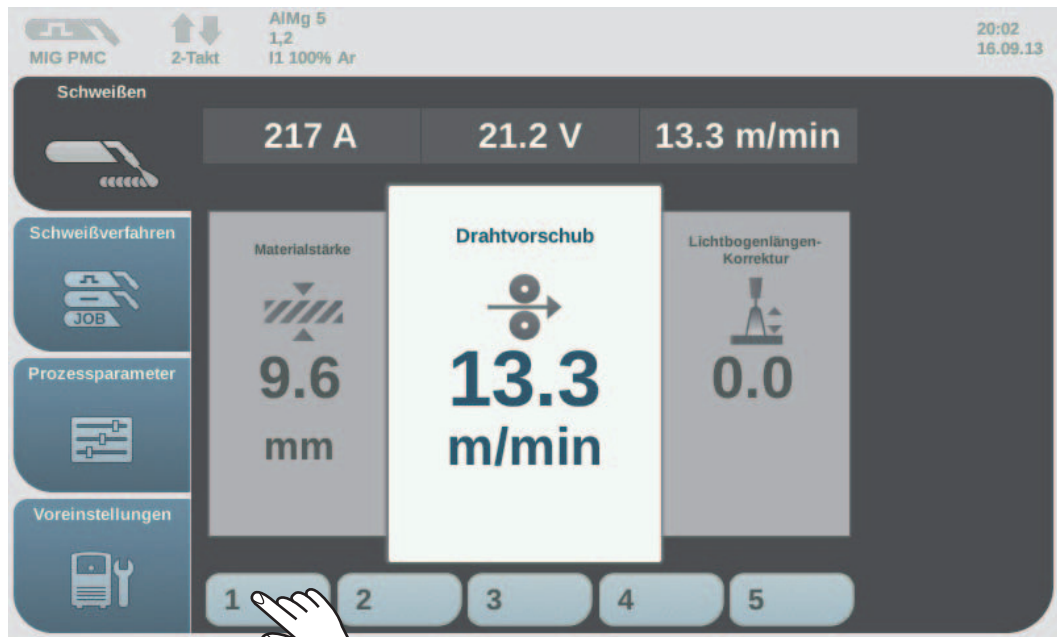 AlMg 5
1,2
I1 100% Ar
MIG PMC
2-Takt
20:02
16.09.13
Schweißen
217 A
21.2 V
13.3 m/min
Schweißverfahren
JOB
Prozessparameter
Voreinstellungen
Materialstärke
9.6
mm
Drahtvorschub
13.3
m/min
Lichtbogenlängen-
Korrektur
0.0
1
2
3
4
5